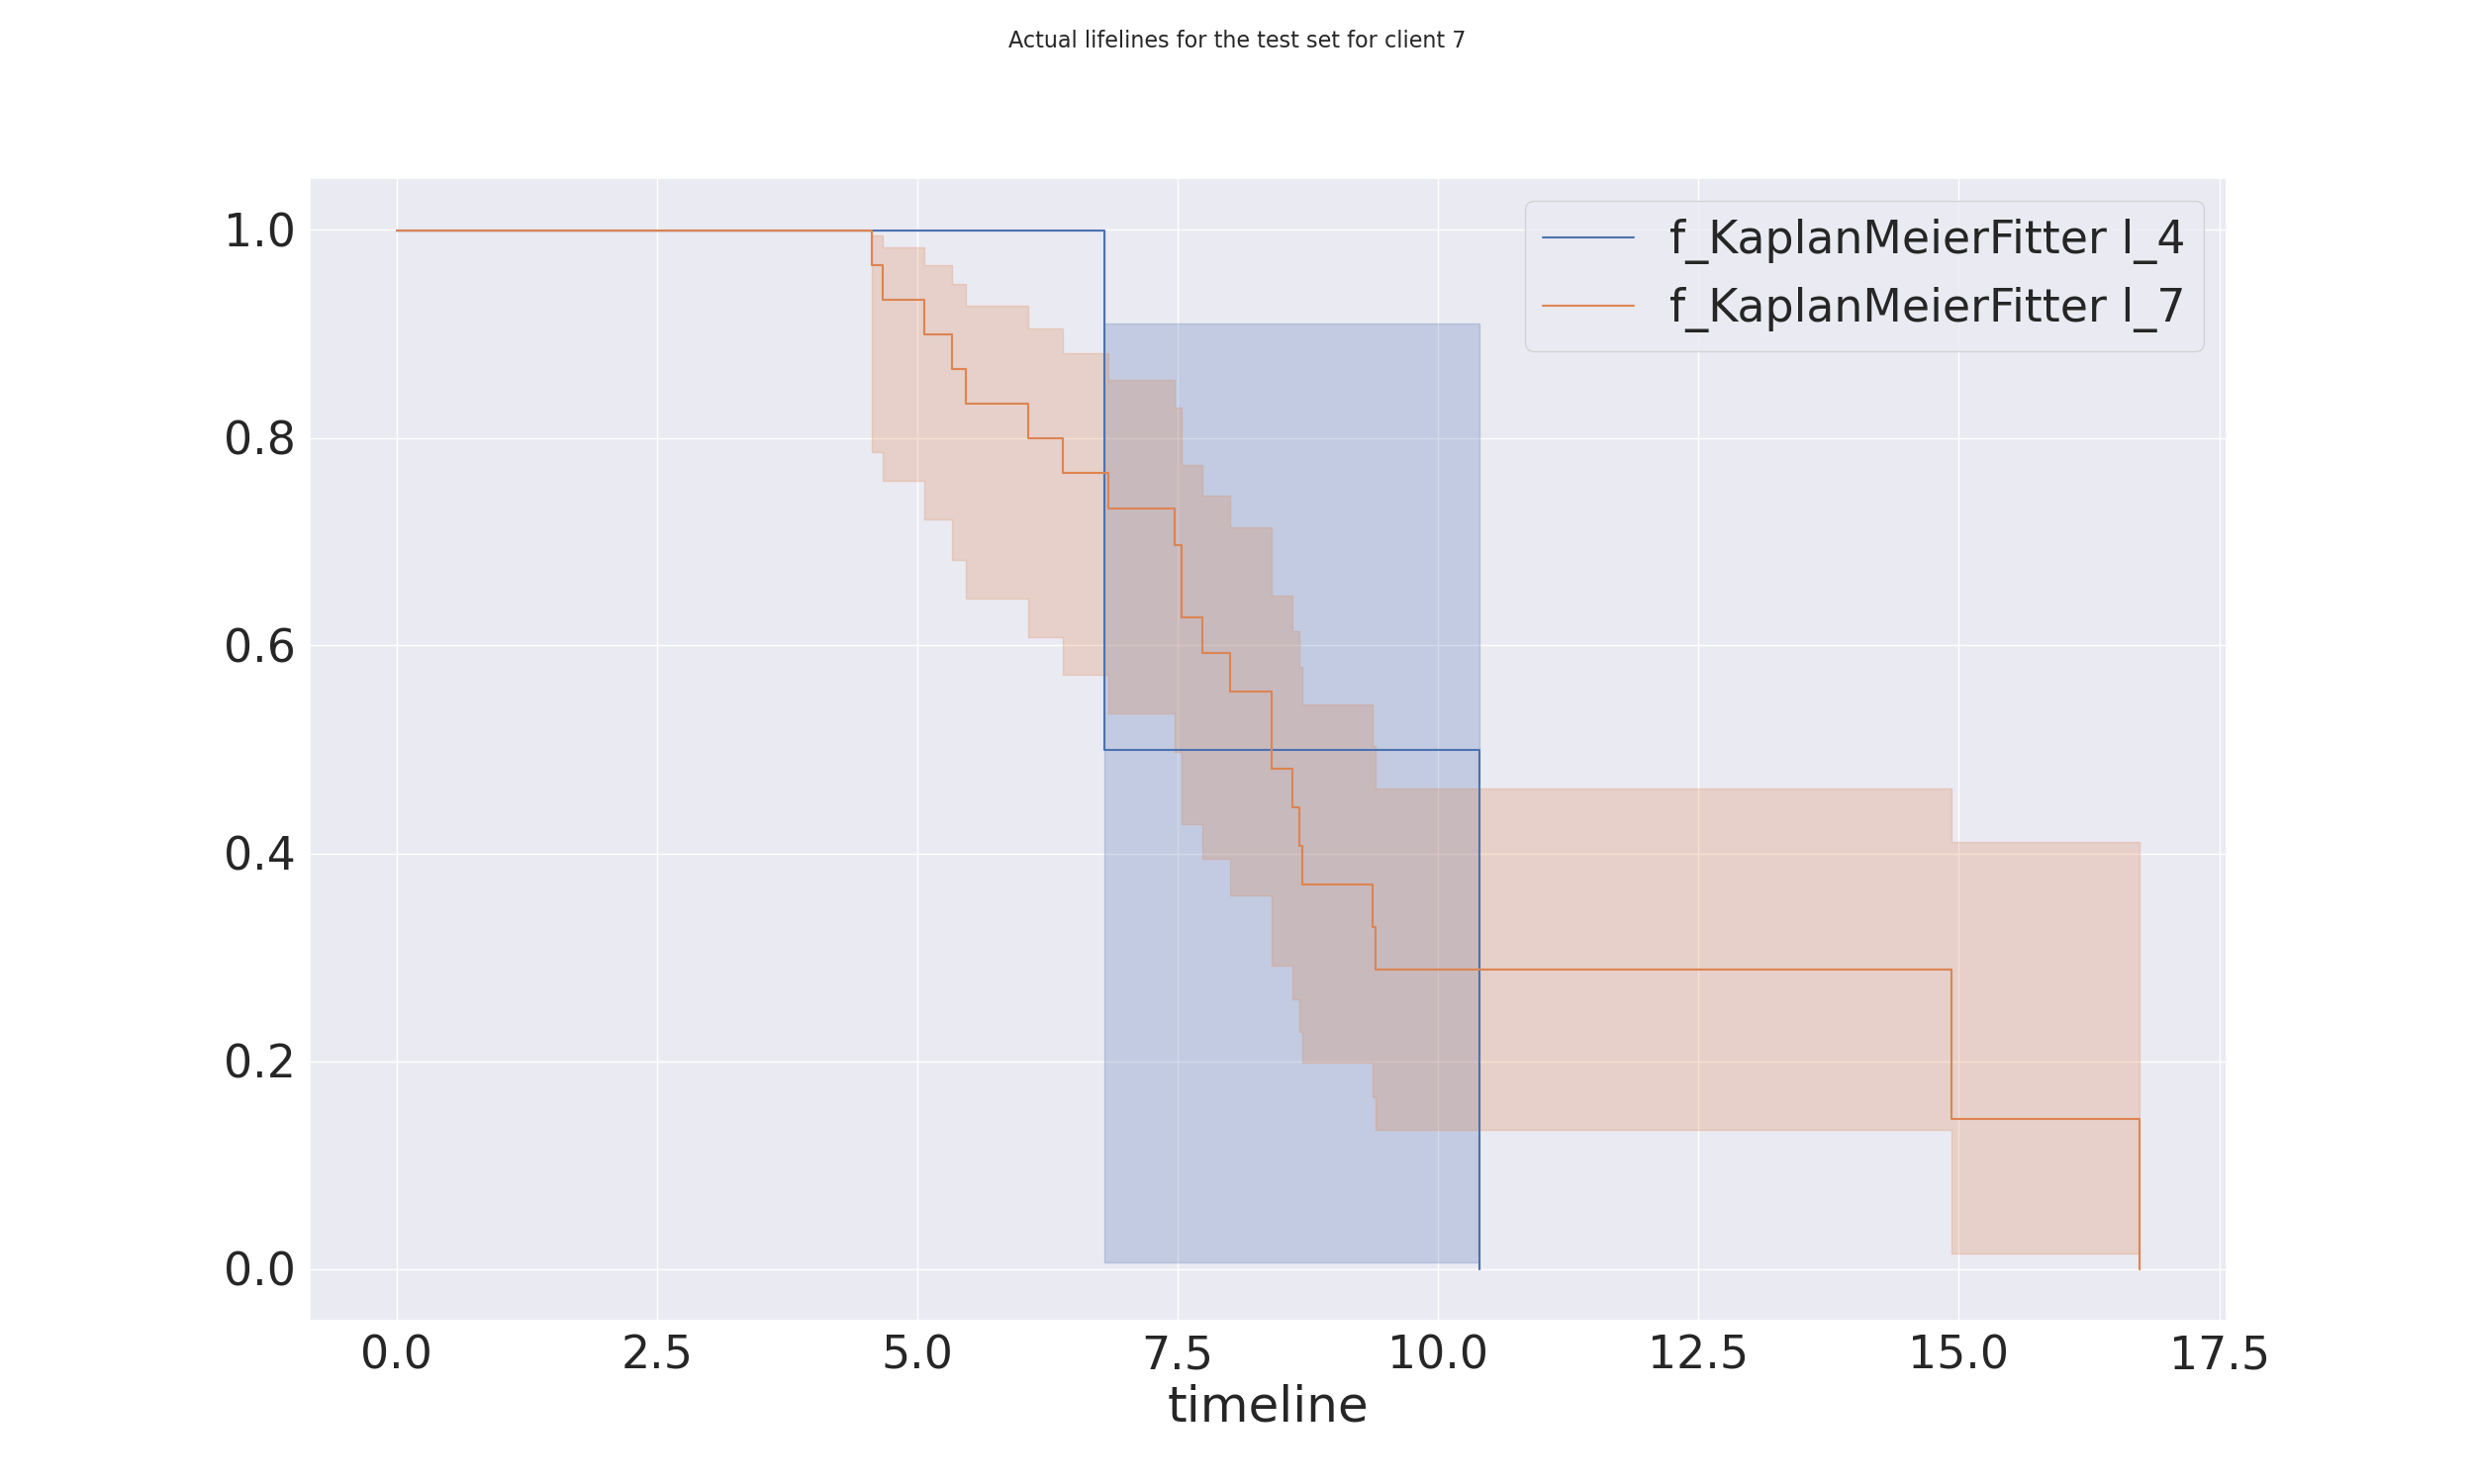 Actual lifelines for the test set for client 7
f_KaplanMeierFitter l_4
f_KaplanMeierFitter l_7
1.0
0.8
0.6
0.4
0.2
0.0
0.0 2.5 5.0 7.5 10.0 12.5 15.0 17.5
timeline